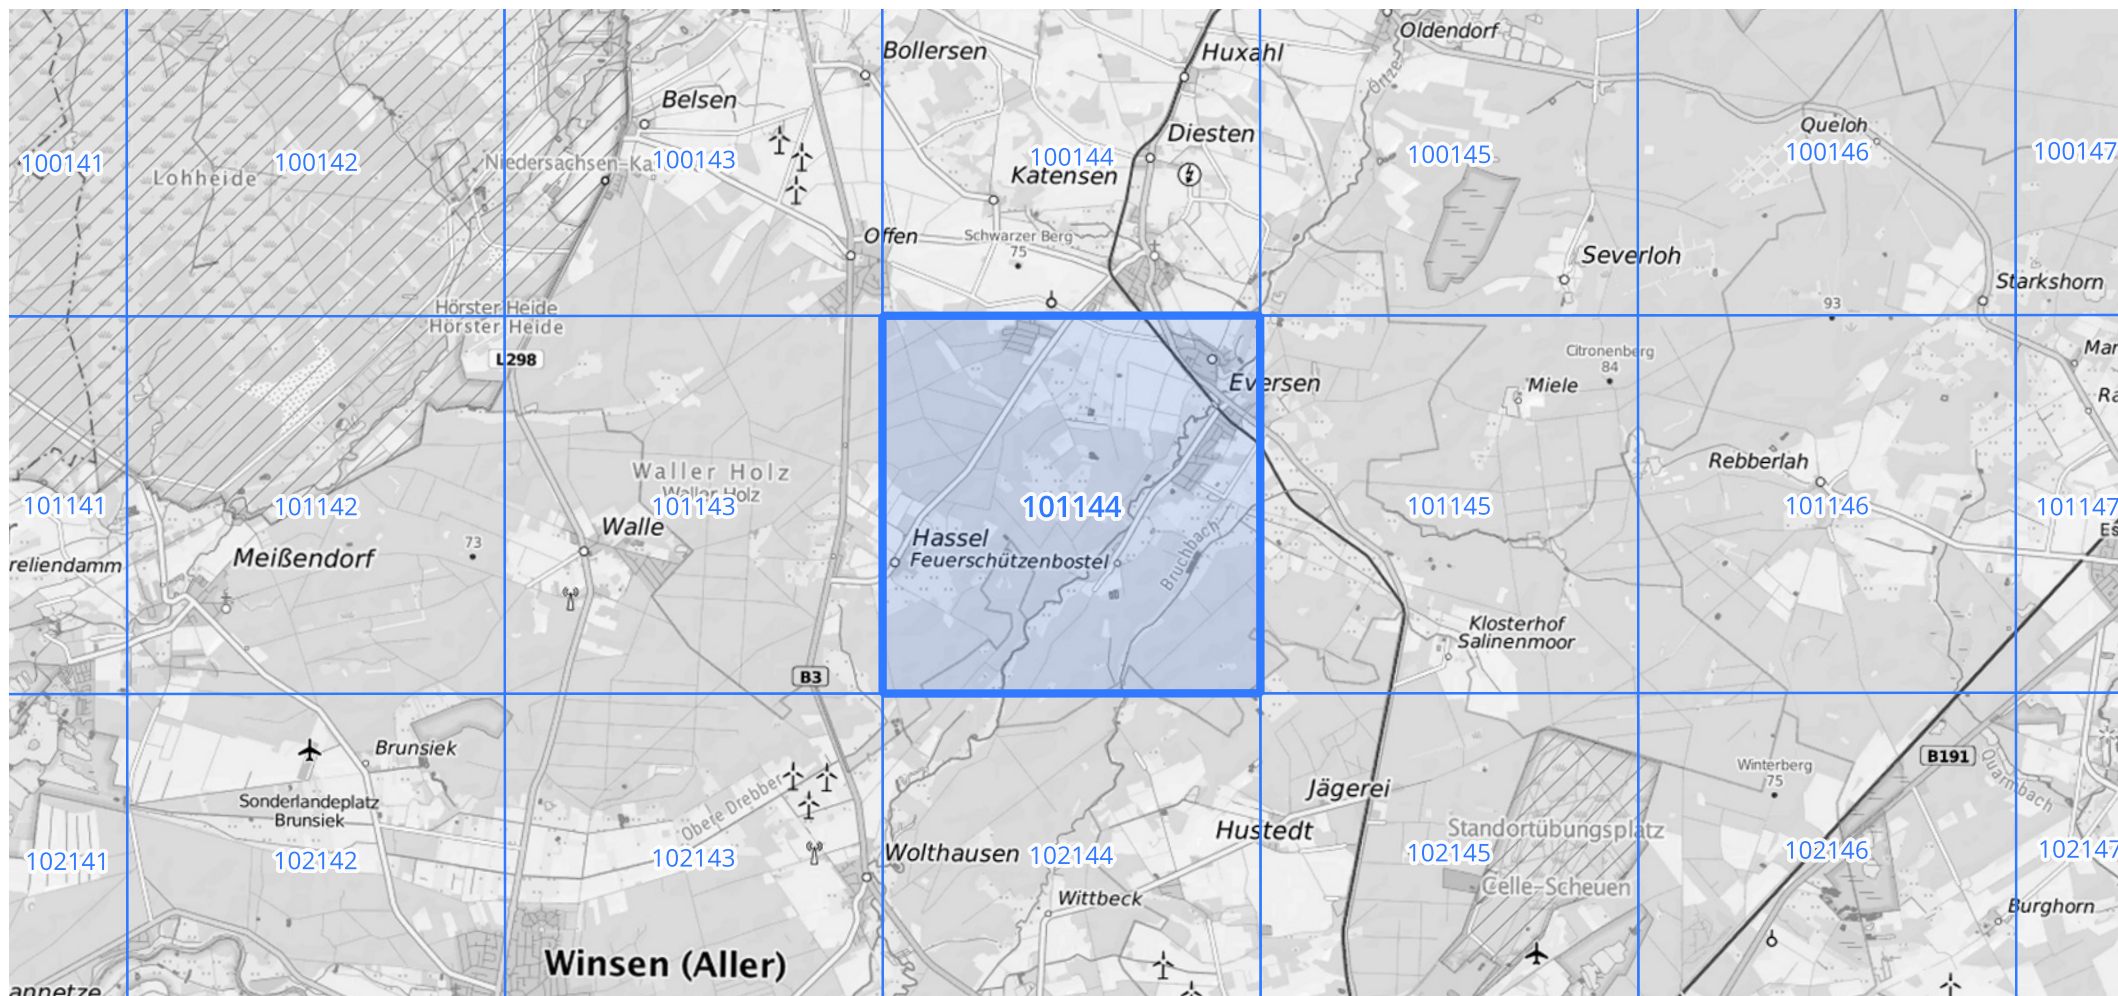 Oldendorf
Bollersen
Huxahl
Örtze
Belsen
Queloh
Diesten
100141
100142
Niedersachsen-Ka
100143
100144
100145
100146
100147
Lohheide
Katensen
Offen
Schwarzer Berg
75
Severloh
Starkshorn
Hörster Heide
Hörster Heide
93
L298
Citronenberg
84
Mar
Eversen
Miele
Ra
Waller Holz
Waller Holz
Rebberlah
101141
101142
101143
101144
101145
101146
101147
Walle
Es
Hassel
73
Meißendorf
reliendamm
Feuerschützenbostel
Bruchbach
Klosterhof
Salinenmoor
B3
Brunsiek
B191
Winterberg
75
Quarmbach
Obere Drebber
Jägerei
Sonderlandeplatz
Brunsiek
Hustedt
Standortübungsplatz
102141
102142
102143
Wolthausen
102144
102145
102146
102147
Celle-Scheuen
Wittbeck
Burghorn
Winsen (Aller)
annetze